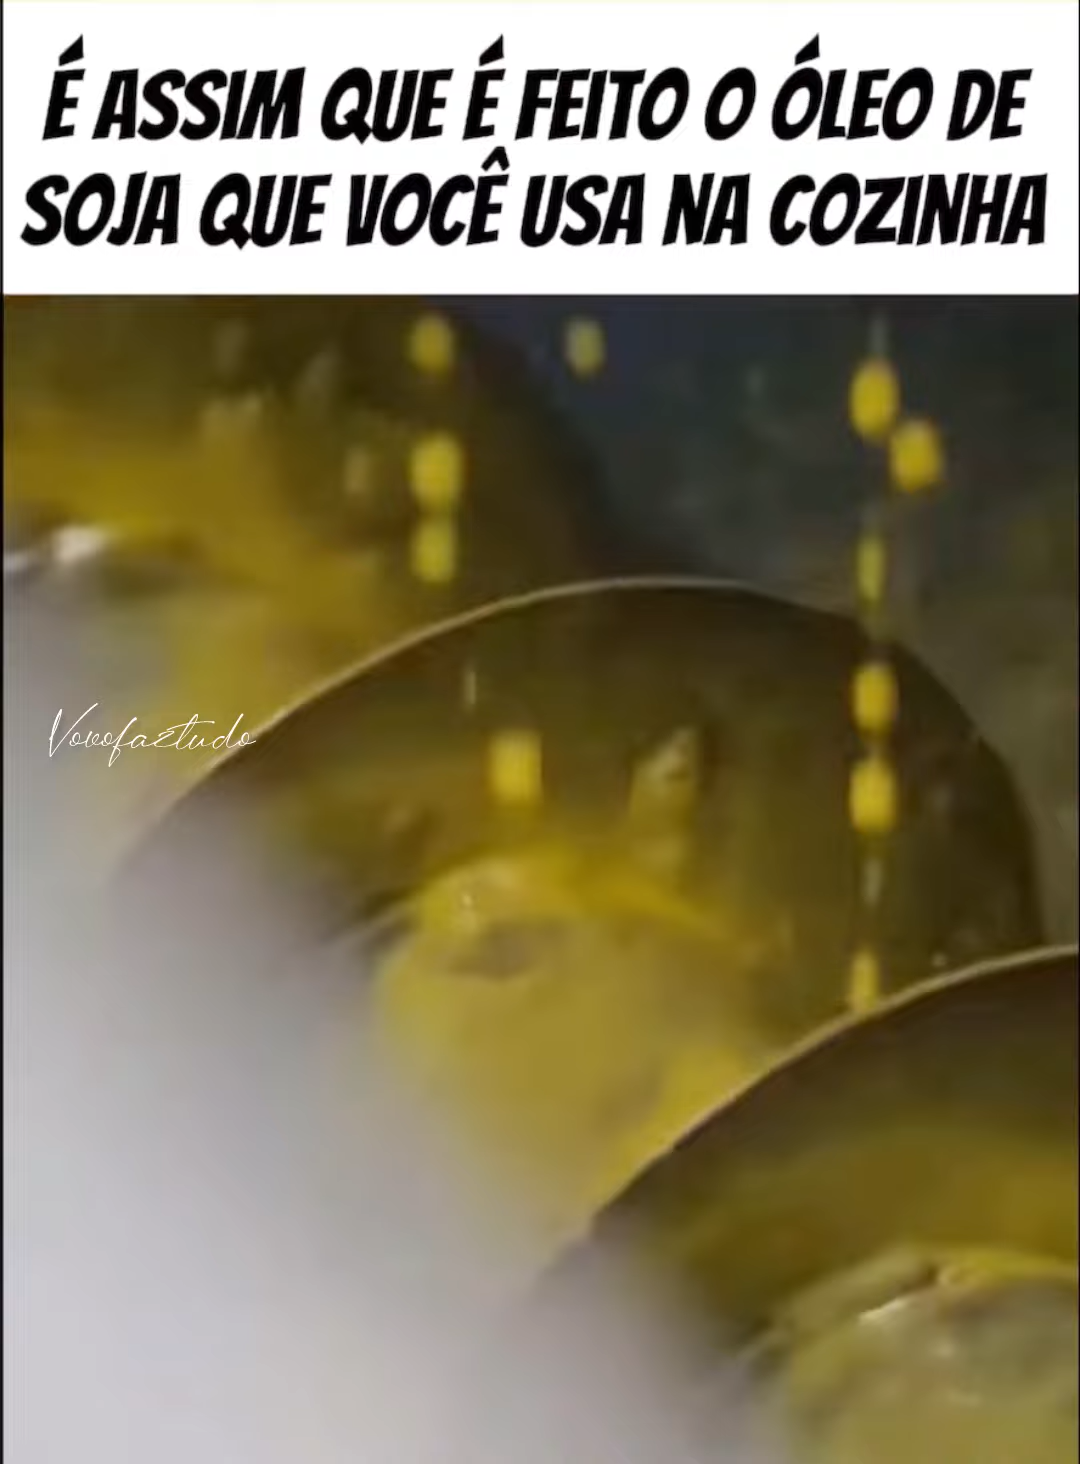 É ASSIM QUE É FEITO O ÓLEO DE
SOJA QUE VOCÊ USA NA COZINHA
Vovofaztudo